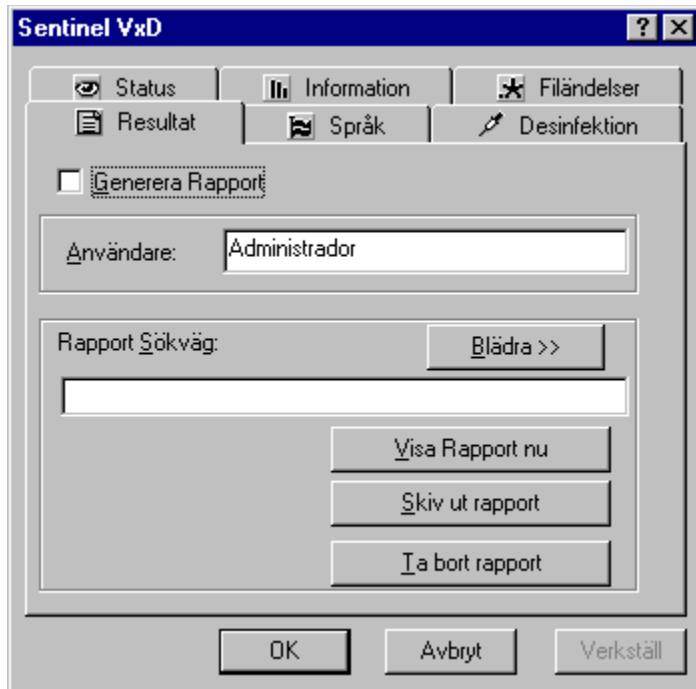 Sentinel VxD
Status Information Filändelser
Resultat Språk Desinfektion
Generera Rapport
Användare: Administrador
Rapport Sökväg: Blädra >>
Visa Rapport nu
Skiv ut rapport
Ta bort rapport
OK Avbryt Verkställ